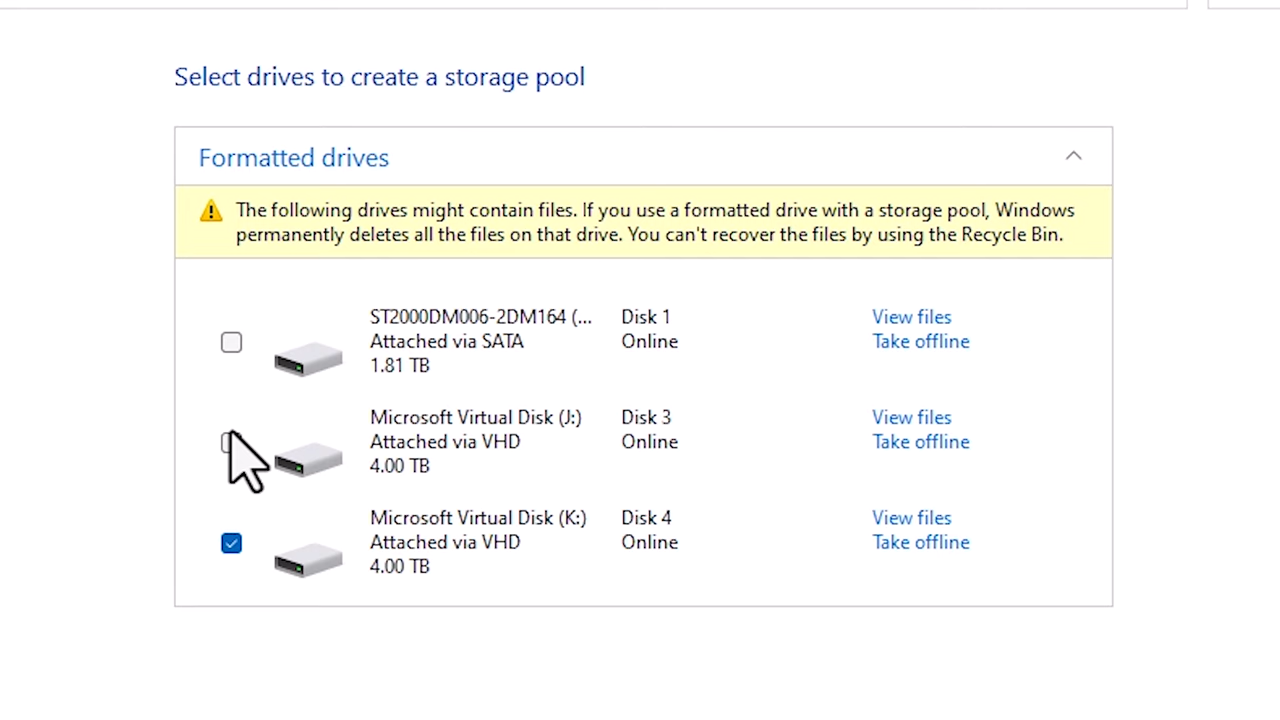 Select drives to create a storage pool
Formatted drives
The following drives might contain files. If you use a formatted drive with a storage pool, Windows
permanently deletes all the files on that drive. You can't recover the files by using the Recycle Bin.
ST2000DM006-2DM164 (... Disk 1 View files
Attached via SATA Online Take offline
1.81 TB
Microsoft Virtual Disk (J:) Disk 3 View files
Attached via VHD Online Take offline
4.00 TB
Microsoft Virtual Disk (K:) Disk 4 View files
Attached via VHD Online Take offline
4.00 TB